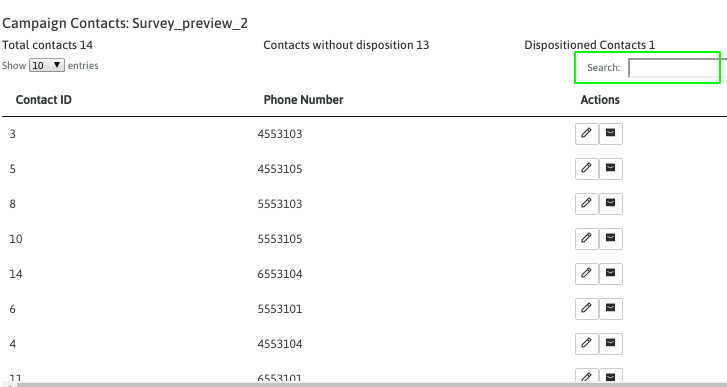 Campaign Contacts: Survey_preview_2
Total contacts 14 Contacts without disposition 13 Dispositioned Contacts 1
Show 10 entries Search:
Contact ID Phone Number Actions
3 4553103
5 4553105
8 5553103
10 5553105
14 6553104
6 5553101
4 4553104
11 6553101